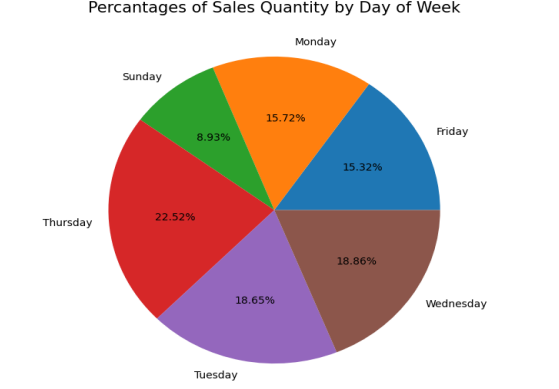 Percantages of Sales Quantity by Day of Week
Monday
Sunday
15.72%
Friday
8.93%
15.32%
22.52%
Thursday
18.86%
18.65%
Wednesday
Tuesday